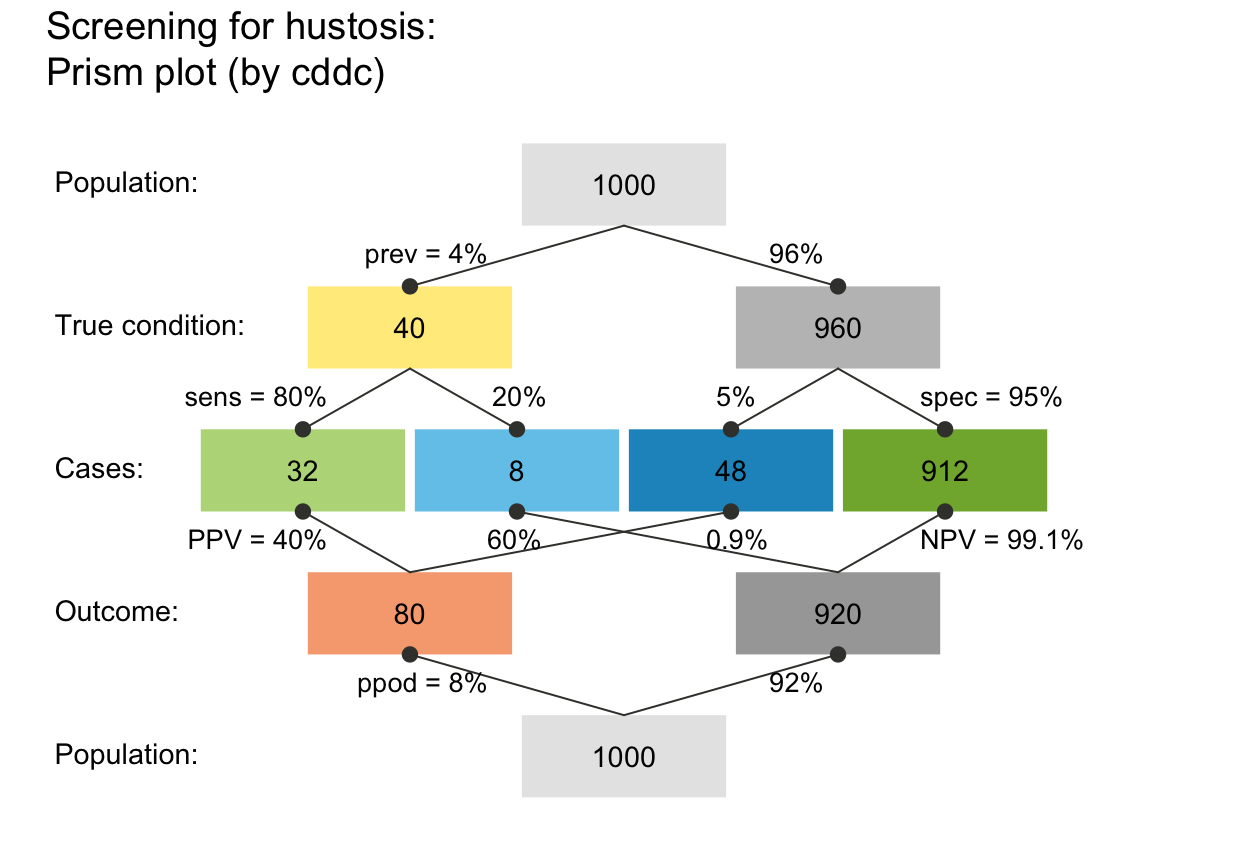 Screening for hustosis:
Prism plot (by cddc)
Population:
1000
prev = 4%
96%
True condition:
40
960
sens = 80%
20%
5%
spec = 95%
Cases:
32
8
48
912
PPV = 40%
60%
0.9%
NPV = 99.1%
Outcome:
80
920
ppod = 8%
92%
Population:
1000